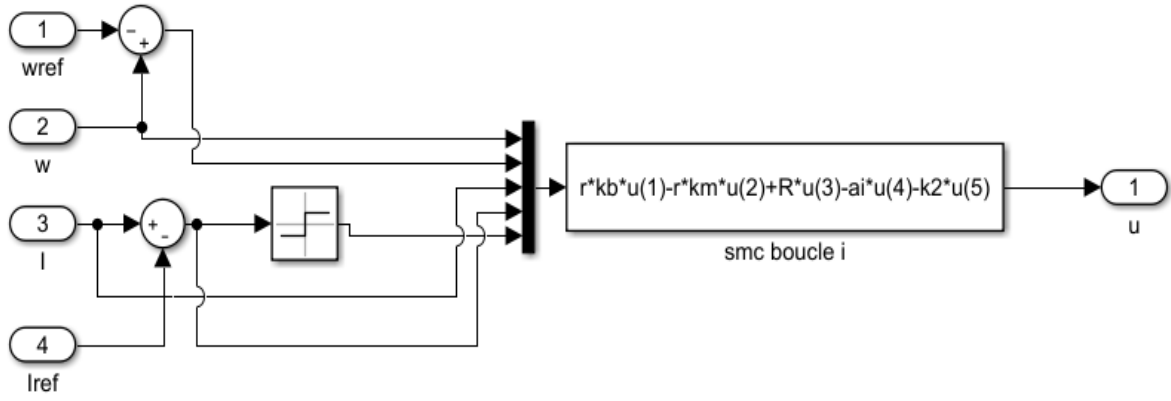 1
wref
-
+
2
w
3
I
+
-
4
Iref
r*kb*u(1)-r*km*u(2)+R*u(3)-ai*u(4)-k2*u(5)
smc boucle i
1
u